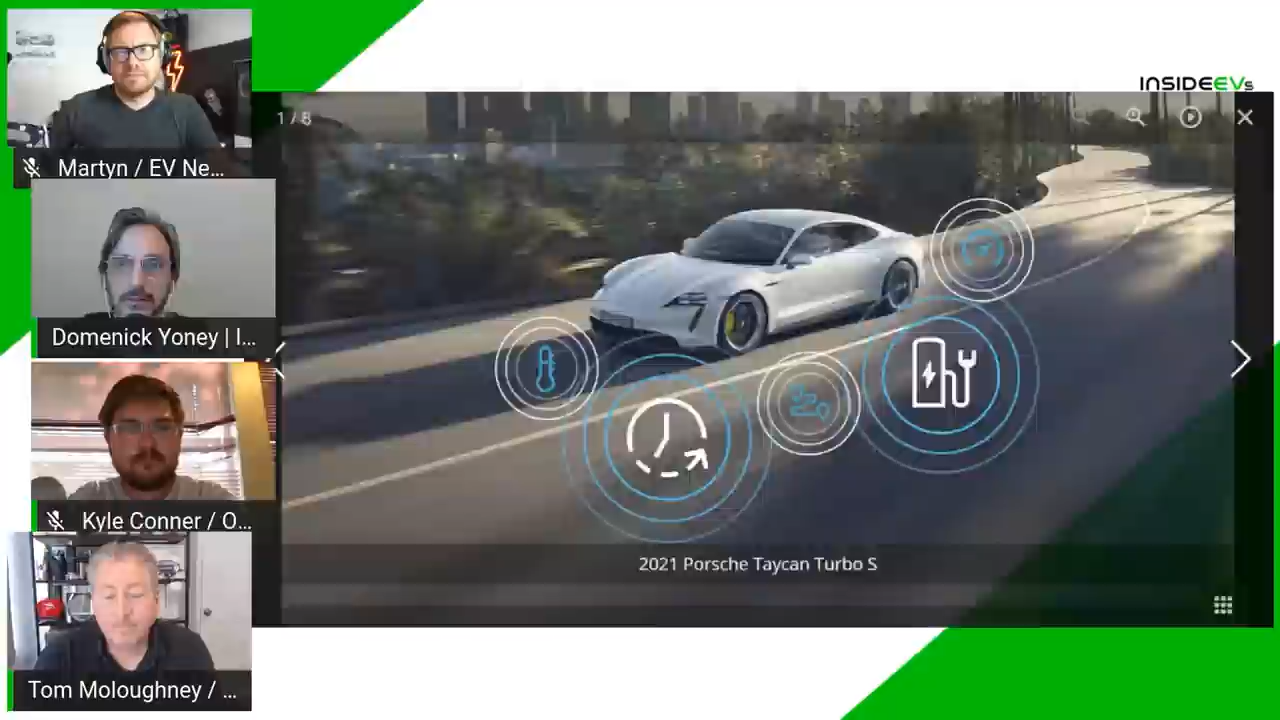 INSIDEEVs
1 / 8
Martyn / EV Ne...
Domenick Yoney | I...
Kyle Conner / O...
Tom Moloughney / ...
2021 Porsche Taycan Turbo S